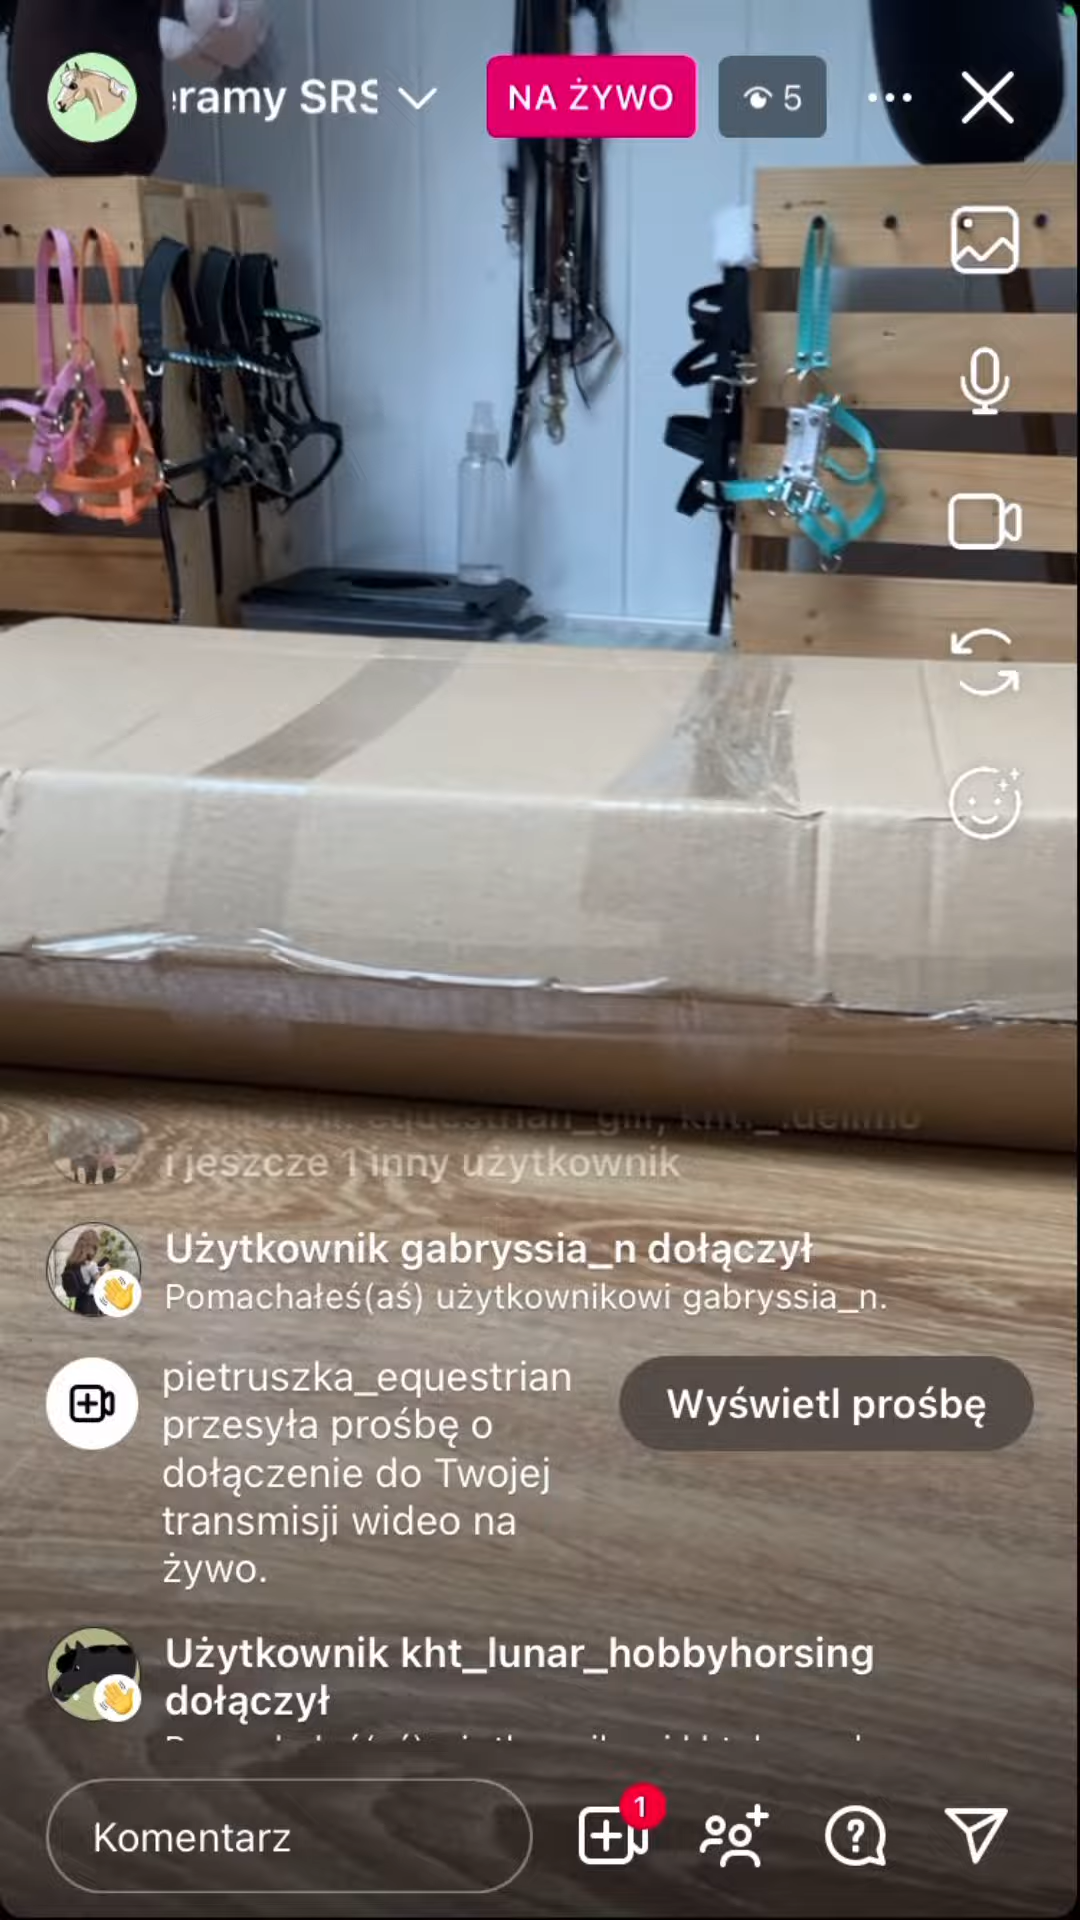 eramy SRS
NA ŻYWO
5
i jeszcze 1 inny użytkownik
Użytkownik gabryssia_n dołączył
Pomachałeś(aś) użytkownikowi gabryssia_n.
pietruszka_equestrian
przesyła prośbę o
dołączenie do Twojej
transmisji wideo na
żywo.
Wyświetl prośbę
Użytkownik kht_lunar_hobbyhorsing
dołączył
Komentarz
1